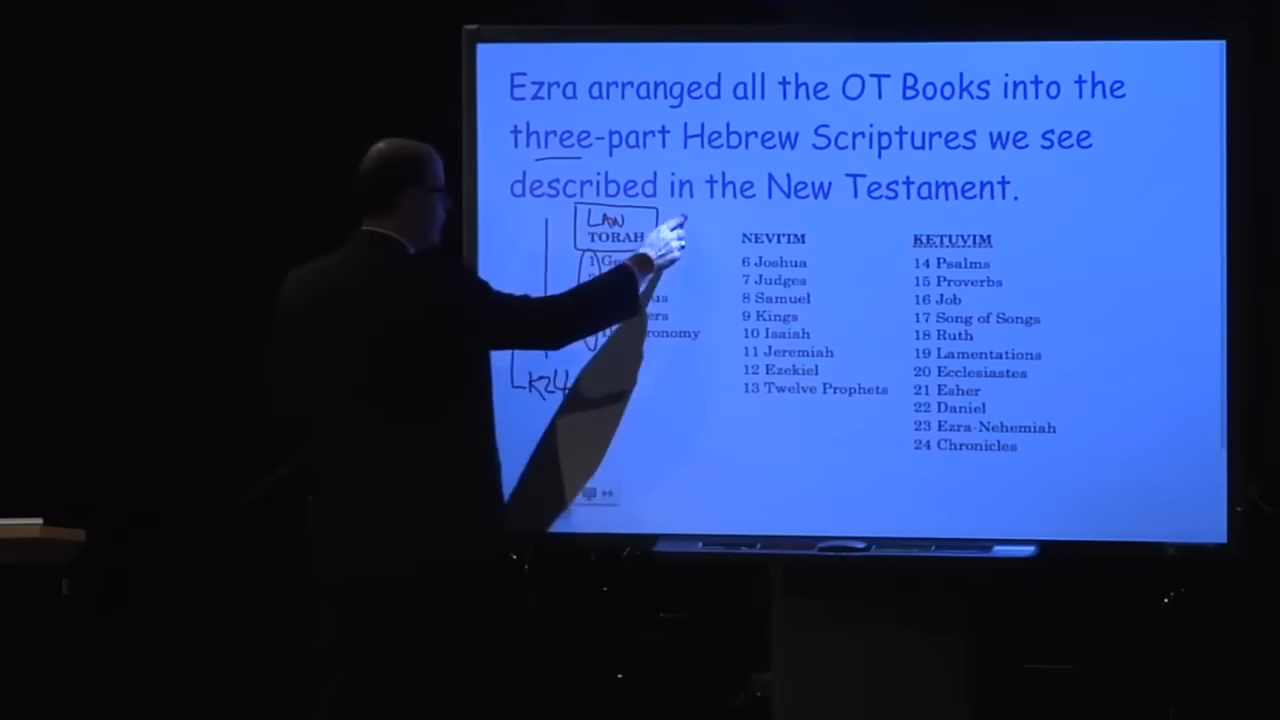 Ezra arranged all the OT Books into the
three-part Hebrew Scriptures we see
described in the New Testament.
LAW
TORAH
1
ronomy
LK24
NEVI'IM
6 Joshua
7 Judges
8 Samuel
9 Kings
10 Isaiah
11 Jeremiah
12 Ezekiel
13 Twelve Prophets
KETUVIM
14 Psalms
15 Proverbs
16 Job
17 Song of Songs
18 Ruth
19 Lamentations
20 Ecclesiastes
21 Esher
22 Daniel
23 Ezra-Nehemiah
24 Chronicles